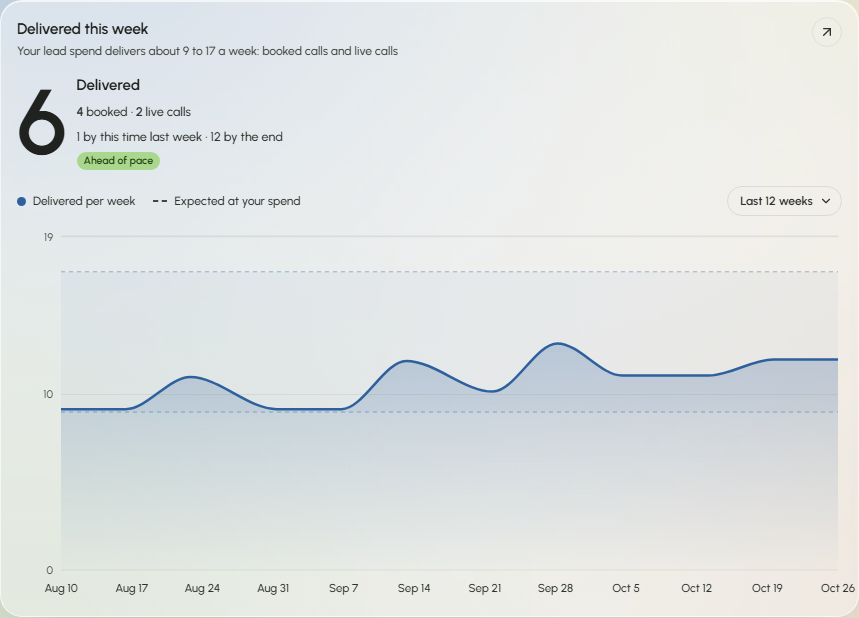 Delivered this week
Your lead spend delivers about 9 to 17 a week: booked calls and live calls
6
Delivered
4 booked · 2 live calls
1 by this time last week · 12 by the end
Ahead of pace
Delivered per week
Expected at your spend
Last 12 weeks
19
10
0
Aug 10 Aug 17 Aug 24 Aug 31 Sep 7 Sep 14 Sep 21 Sep 28 Oct 5 Oct 12 Oct 19 Oct 26